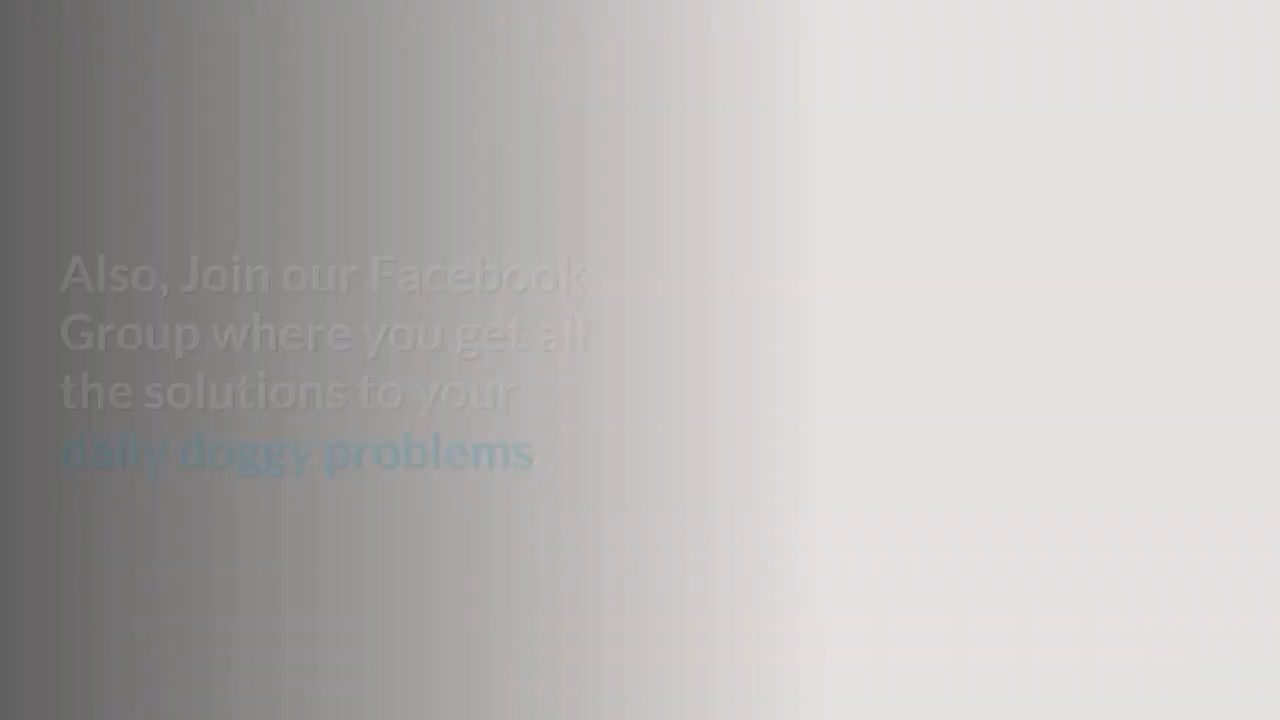 Also, Join our Facebook
Group where you get all
the solutions to your
daily doggy problems.